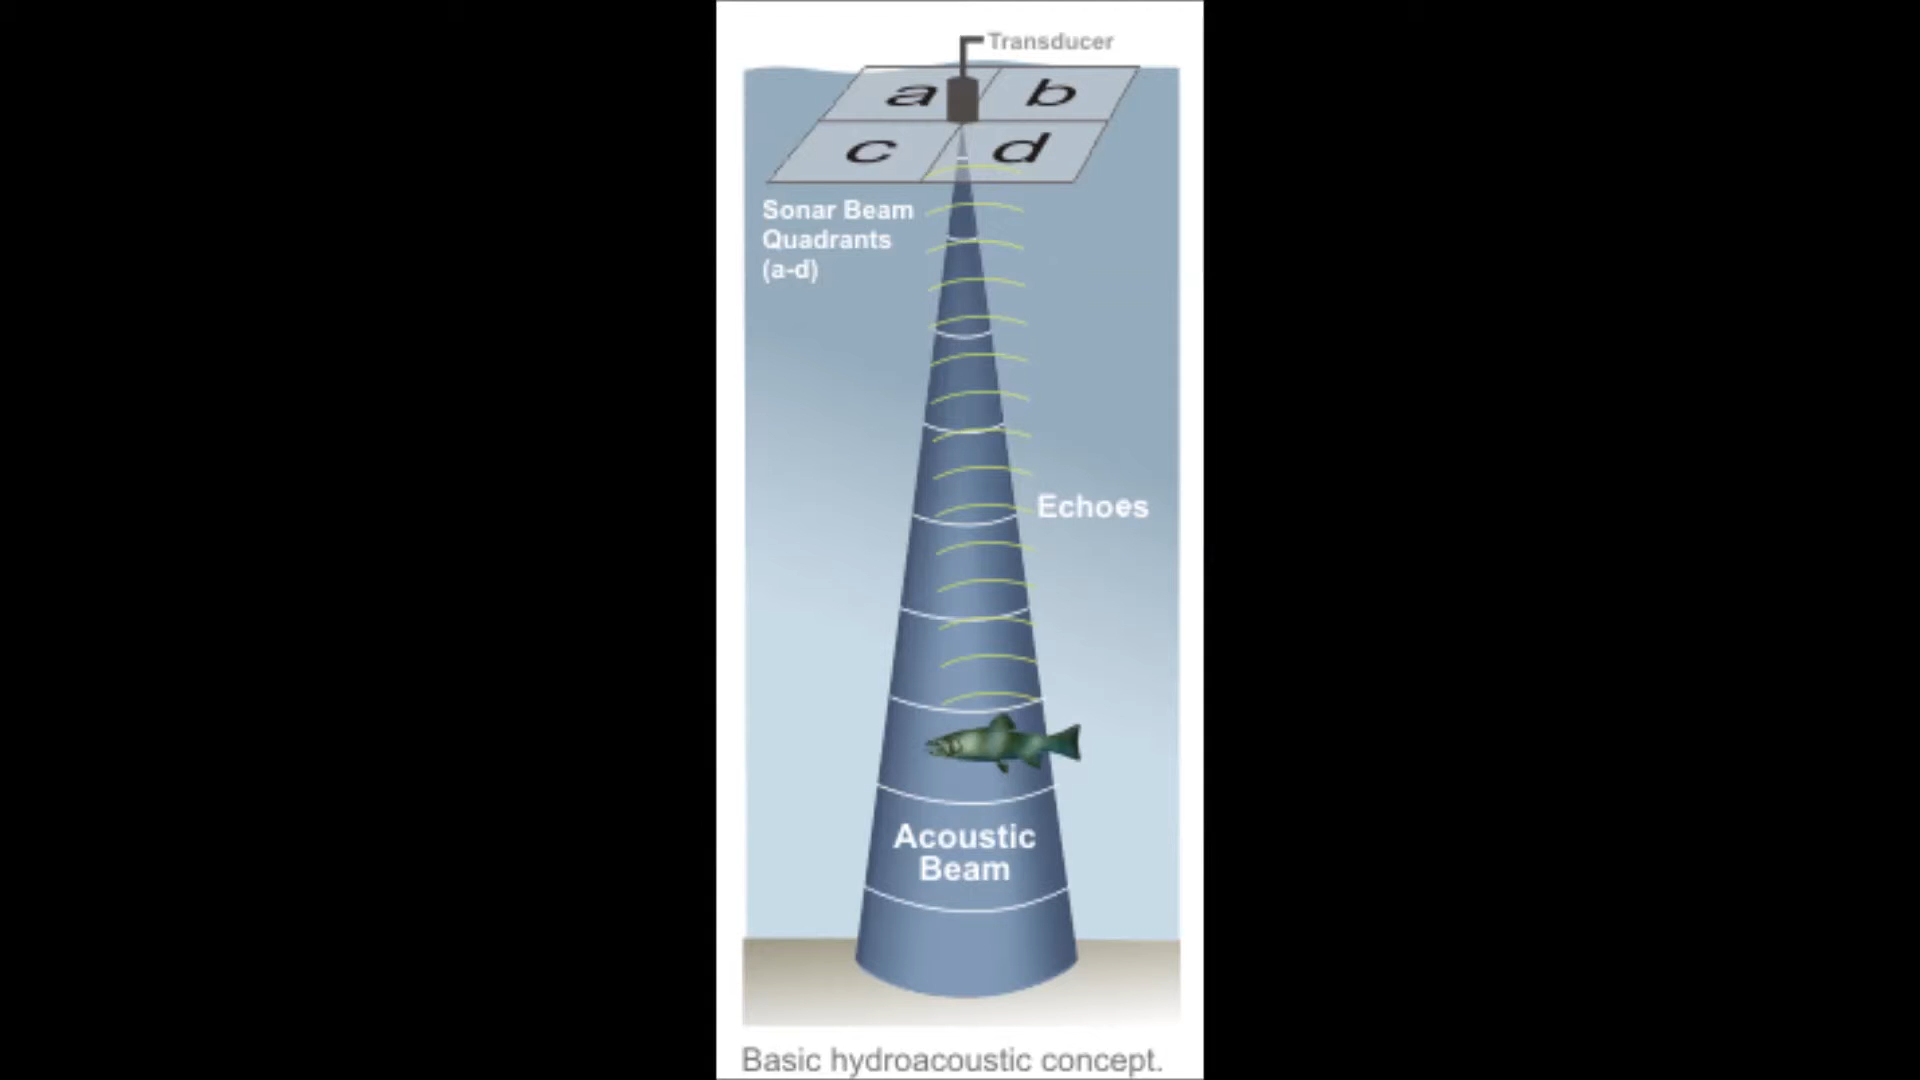 Transducer
a b
c d
Sonar Beam
Quadrants
(a-d)
Echoes
Acoustic
Beam
Basic hydroacoustic concept.